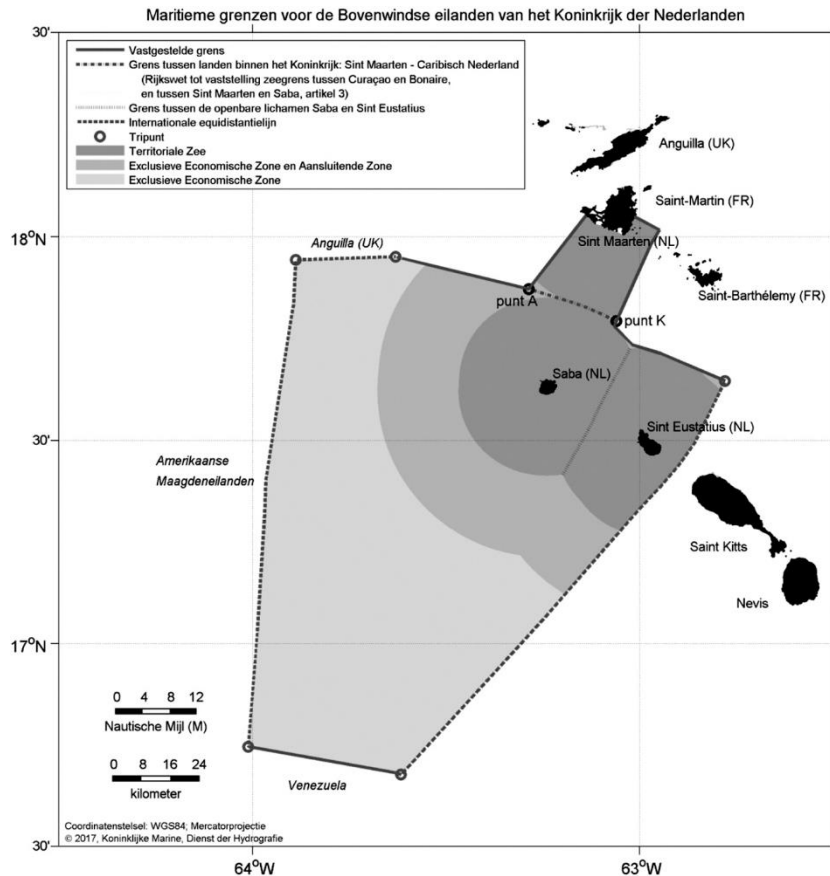 Maritieme grenzen voor de Bovenwindse eilanden van het Koninkrijk der Nederlanden
30'
Vastgestelde grens
Grens tussen landen binnen het Koninkrijk: Sint Maarten - Caribisch Nederland
(Rijkswet tot vaststelling zeegrens tussen Curaçao en Bonaire,
en tussen Sint Maarten en Saba, artikel 3)
Grens tussen de openbare lichamen Saba en Sint Eustatius
Internationale equidistantielijn
Tripunt
Territoriale Zee
Exclusieve Economische Zone en Aansluitende Zone
Exclusieve Economische Zone
Anguilla (UK)
Saint-Martin (FR)
18°N
Anguilla (UK)
Sint Maarten (NL)
Saint-Barthélemy (FR)
punt A
punt K
Saba (NL)
Sint Eustatius (NL)
30'
Amerikaanse
Maagdeneilanden
Saint Kitts
Nevis
17°N
0 4 8 12
Nautische Mijl (M)
0 8 16 24
kilometer
Venezuela
Coordinatenstelsel: WGS84; Mercatorprojectie
© 2017, Koninklijke Marine, Dienst der Hydrografie
30'
64°W
63°W